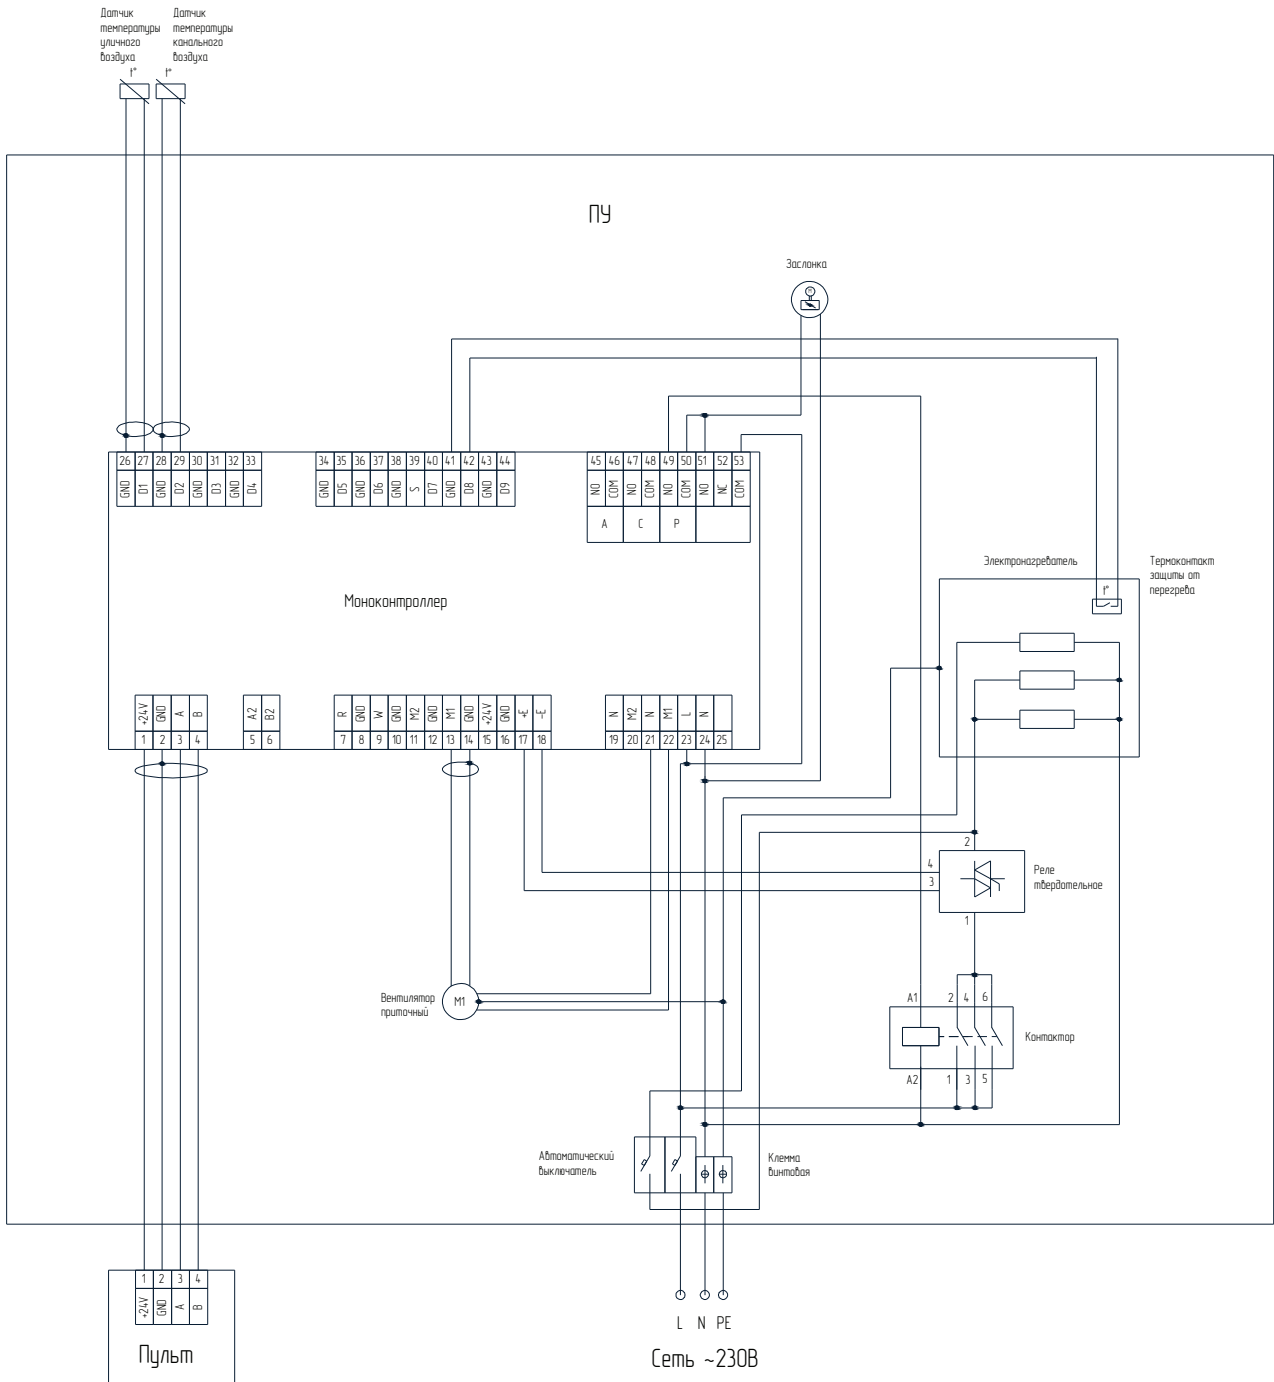 Датчик
температуры
уличного
воздуха
Датчик
температуры
канального
воздуха
t°
t°
ПУ
Заслонка
M
26 27 28 29 30 31 32 33
GND D1 GND D2 GND D3 GND D4
34 35 36 37 38 39 40 41 42 43 44
GND D5 GND D6 GND S D7 GND D8 GND D9
45 46 47 48 49 50 51 52 53
NO COM NO COM NO COM NO NC COM
A C P
Моноконтроллер
Электронагреватель
Термоконтакт
защиты от
перегрева
t°
+24V GND A B
1 2 3 4
A2 B2
5 6
R GND W GND M2 GND M1 GND +24V GND +E -E
7 8 9 10 11 12 13 14 15 16 17 18
N M2 N M1 L N
19 20 21 22 23 24 25
2
4
3
1
Реле
твердотельное
Вентилятор
приточный
M1
A1 2 4 6
Контактор
A2 1 3 5
Автоматический
выключатель
Клемма
винтовая
1 2 3 4
+24V GND A B
Пульт
L N PE
Сеть ~230В